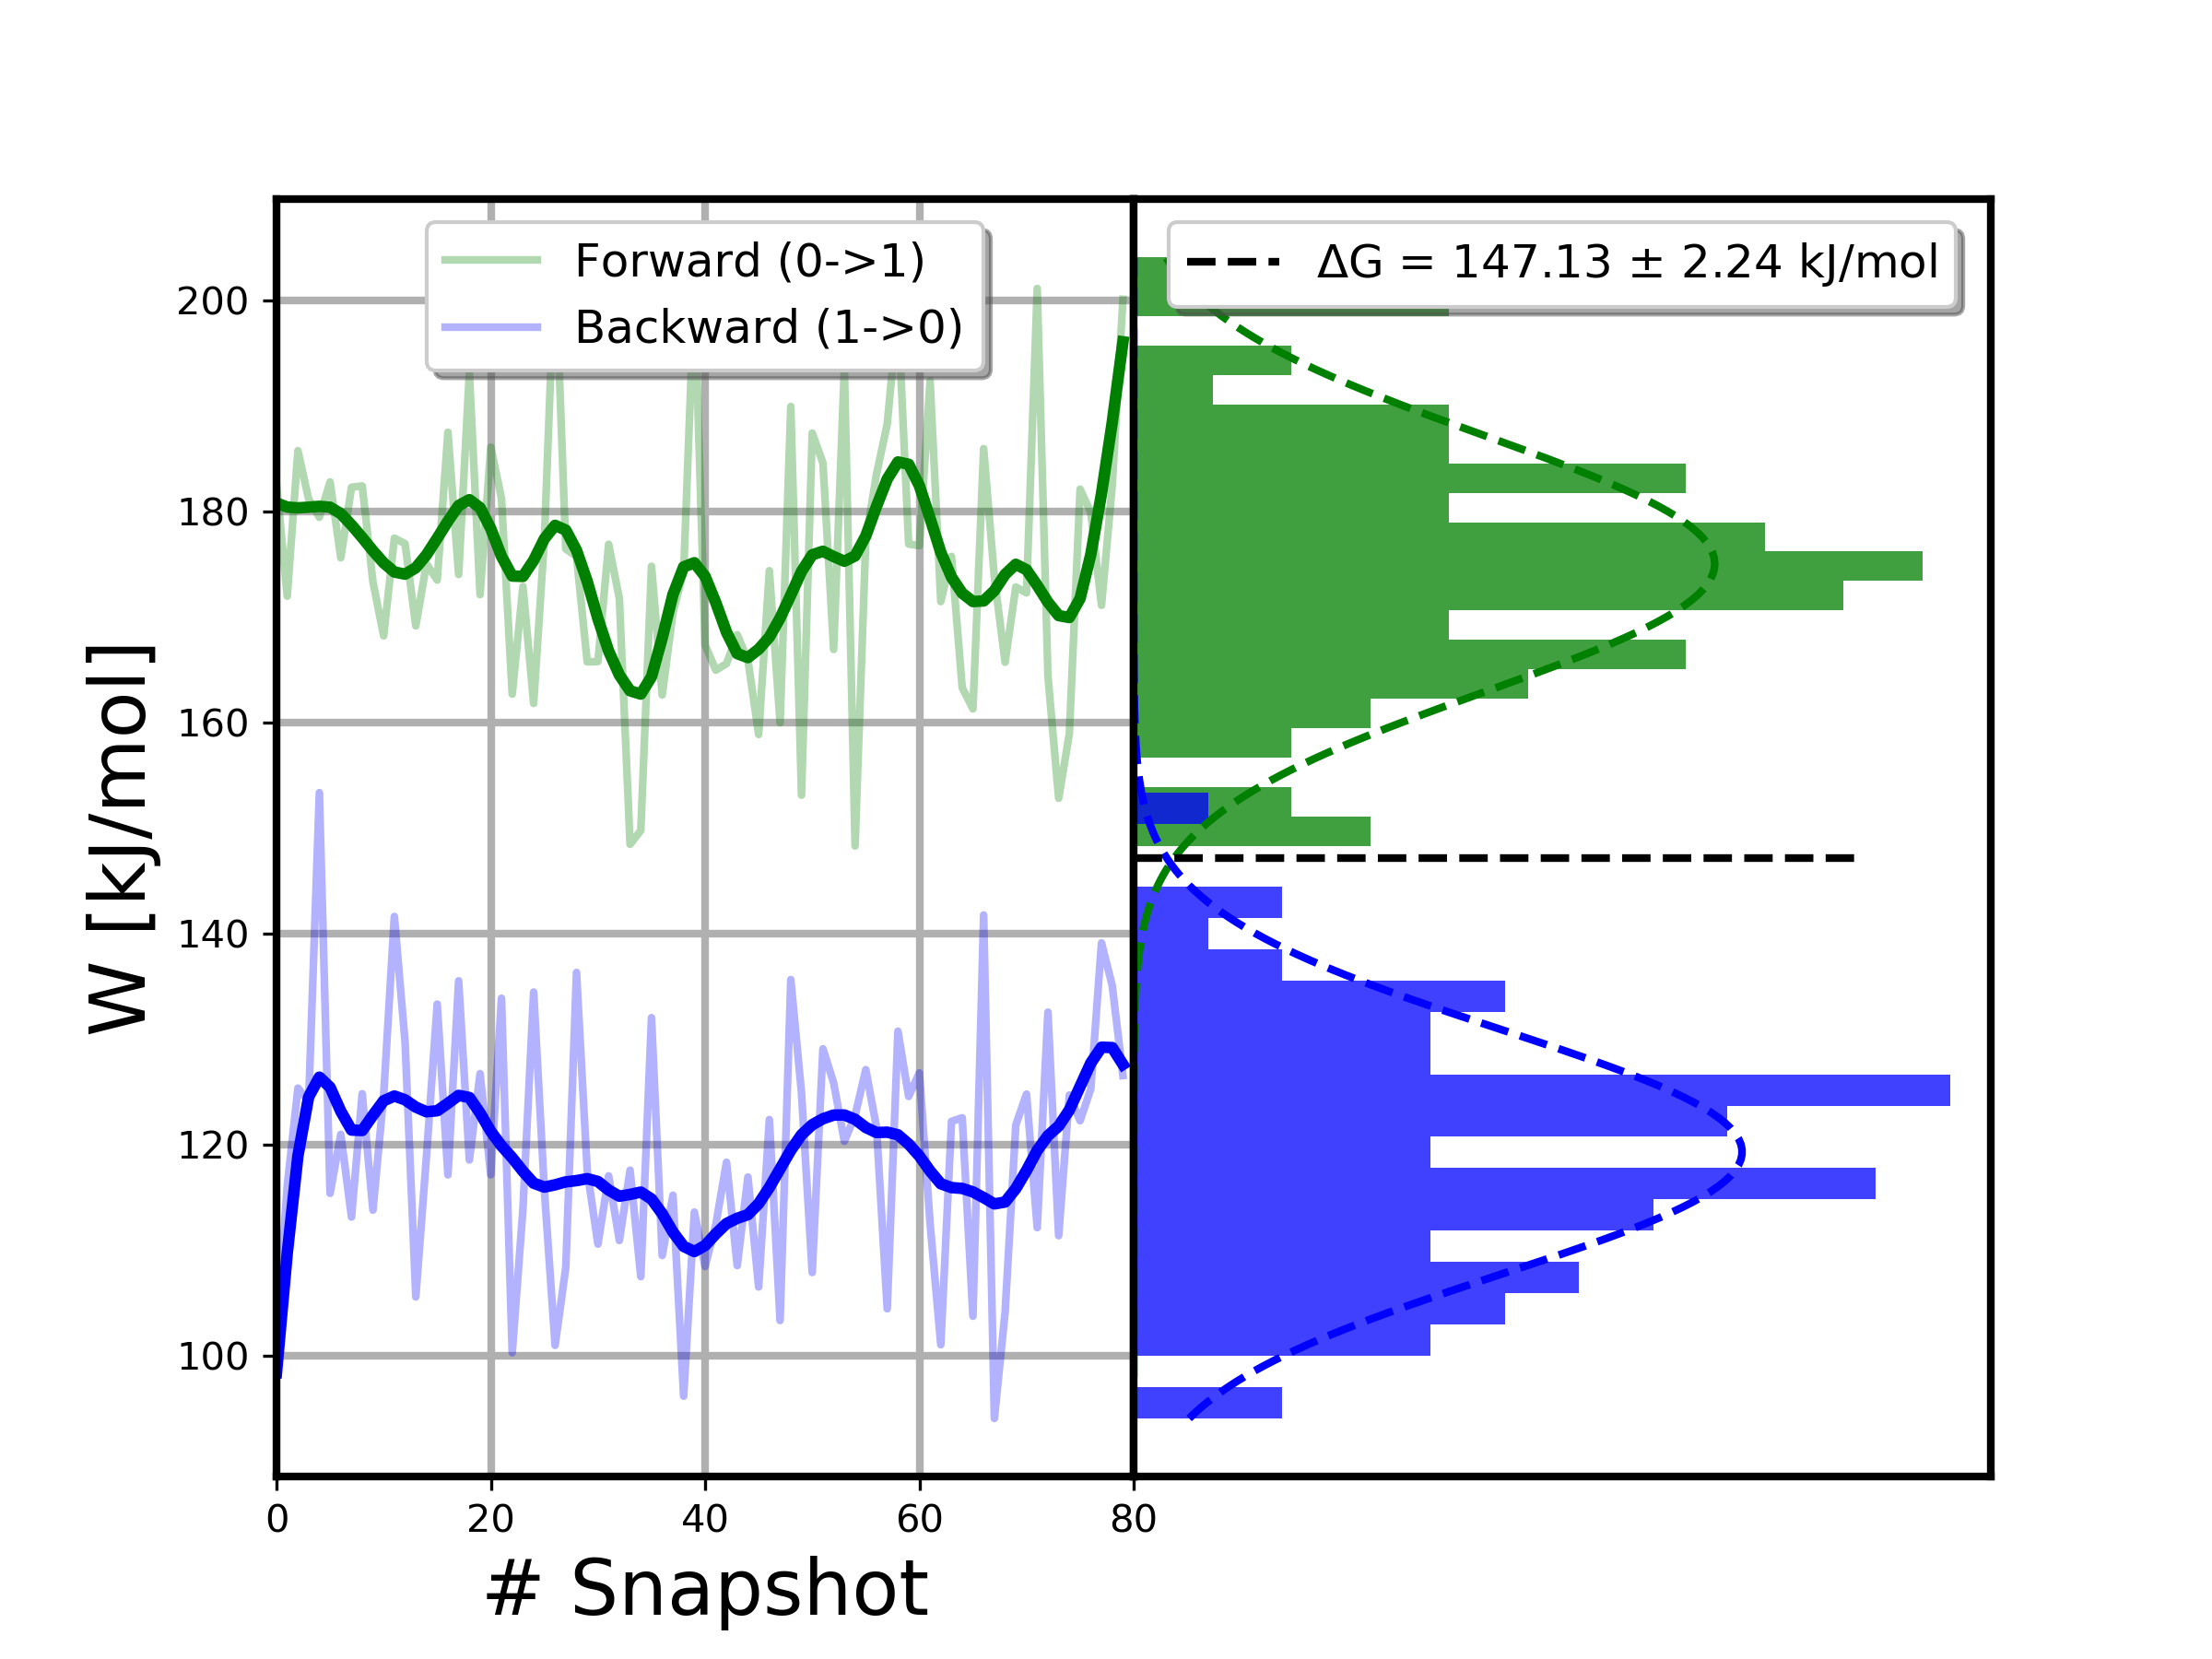 Forward (0->1)
Backward (1->0)
ΔG = 147.13 ± 2.24 kJ/mol
W [kJ/mol]
200
180
160
140
120
100
0 20 40 60 80
# Snapshot